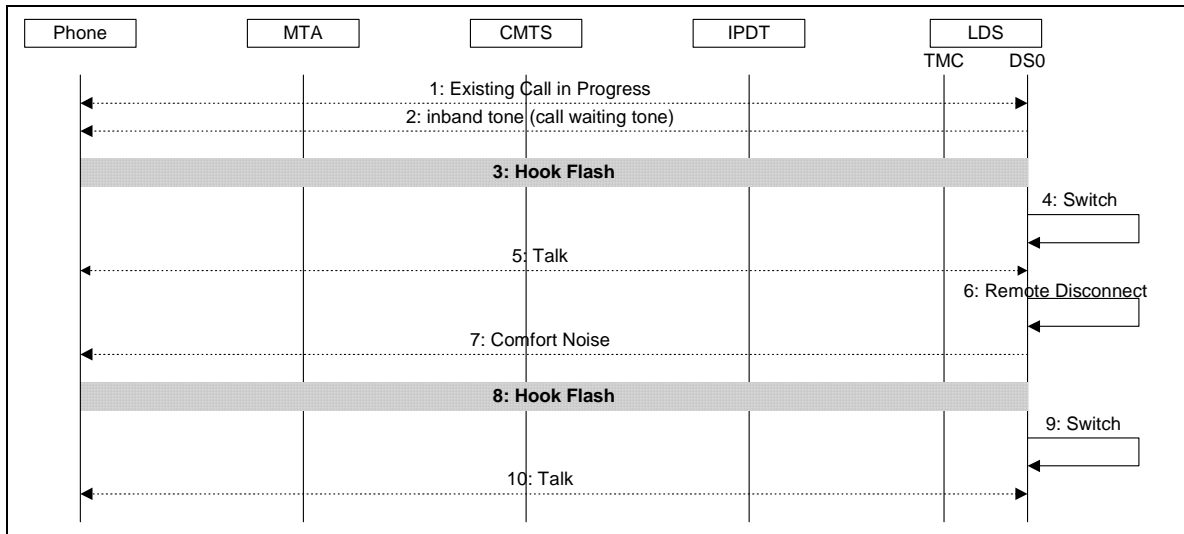 Phone MTA CMTS IPDT LDS
TMC DS0
1: Existing Call in Progress
2: inband tone (call waiting tone)
3: Hook Flash
4: Switch
5: Talk
6: Remote Disconnect
7: Comfort Noise
8: Hook Flash
9: Switch
10: Talk